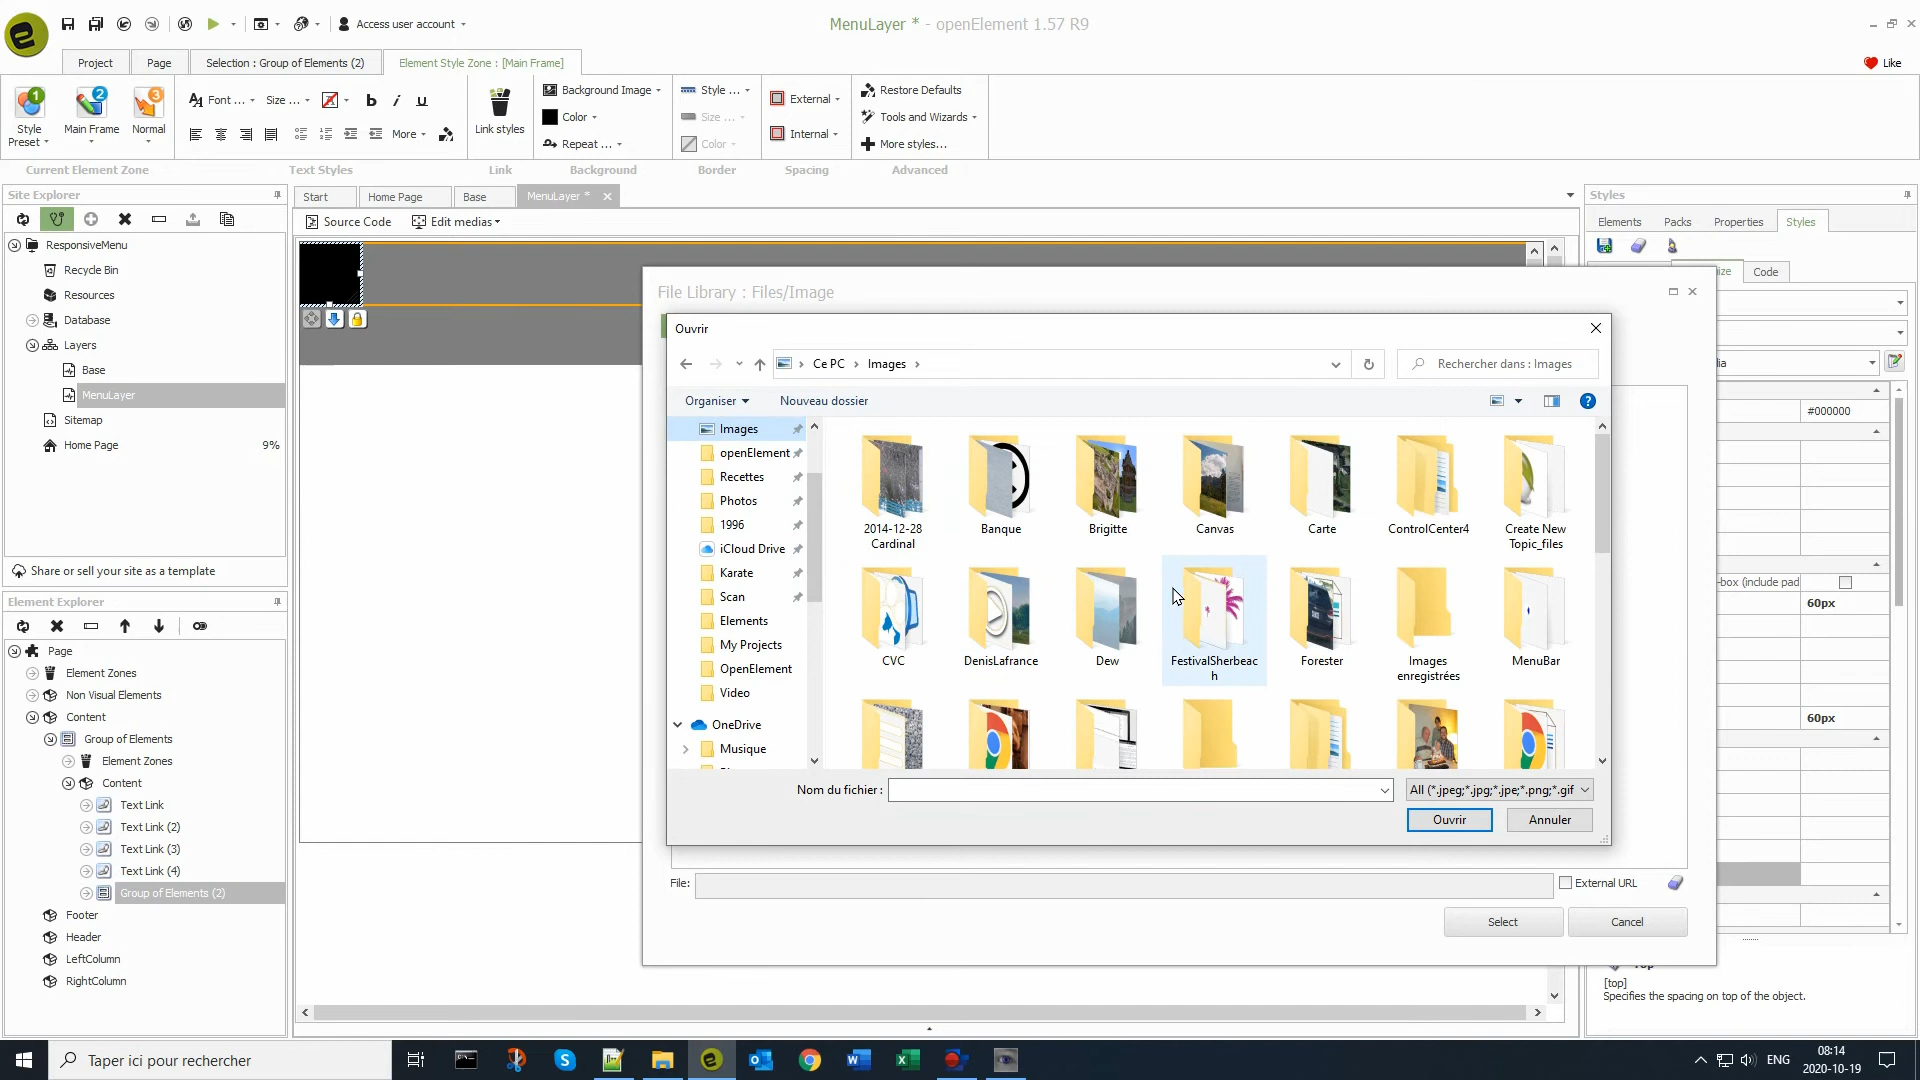 Access user account
MenuLayer * - openElement 1.57 R9
Project
Page
Selection : Group of Elements (2)
Element Style Zone : [Main Frame]
Like
1
2
3
Style
Preset
Main Frame
Normal
Font ...
Size ...
b
i
u
More
Link styles
Background Image
Color
Repeat ...
Style ...
Size ...
Color
External
Internal
Restore Defaults
Tools and Wizards
More styles...
Current Element Zone
Text Styles
Link
Background
Border
Spacing
Advanced
Site Explorer
ResponsiveMenu
Recycle Bin
Resources
Database
Layers
Base
MenuLayer
Sitemap
Home Page
9%
Share or sell your site as a template
Element Explorer
Page
Element Zones
Non Visual Elements
Content
Group of Elements
Element Zones
Content
Text Link
Text Link (2)
Text Link (3)
Text Link (4)
Group of Elements (2)
Footer
Header
LeftColumn
RightColumn
Start
Home Page
Base
MenuLayer *
Source Code
Edit medias
File Library : Files/Image
Ouvrir
Ce PC
Images
Rechercher dans : Images
Organiser
Nouveau dossier
Images
openElement
Recettes
Photos
1996
iCloud Drive
Karate
Scan
Elements
My Projects
OpenElement
Video
OneDrive
Musique
2014-12-28
Cardinal
Banque
Brigitte
Canvas
Carte
ControlCenter4
Create New
Topic_files
CVC
DenisLafrance
Dew
FestivalSherbeac
h
Forester
Images
enregistrées
MenuBar
Nom du fichier :
All (*.jpeg;*.jpg;*.jpe;*.png;*.gif
Ouvrir
Annuler
File:
External URL
Select
Cancel
Styles
Elements
Packs
Properties
Styles
ize
Code
lia
#000000
-box (include pad
60px
60px
[top]
Specifies the spacing on top of the object.
Taper ici pour rechercher
ENG
08:14
2020-10-19